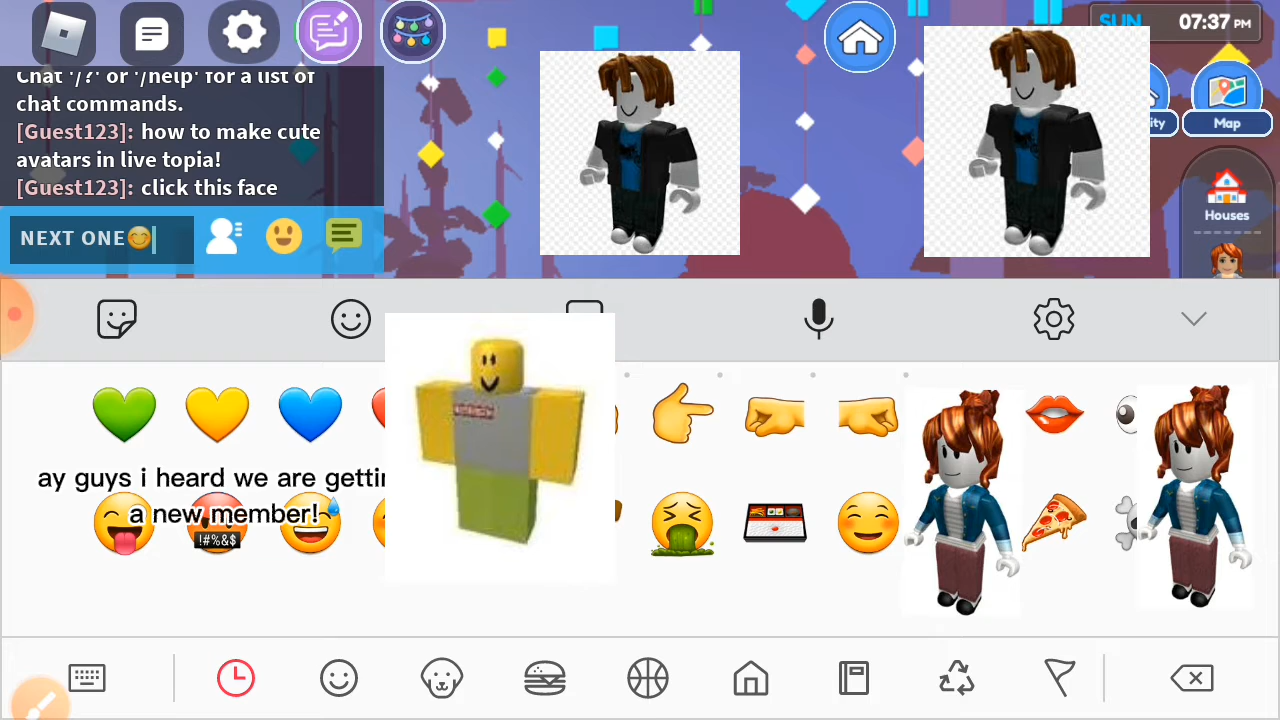 SUN 07:37 PM
Chat '/?' or '/help' for a list of
chat commands.
[Guest123]: how to make cute
avatars in live topia!
[Guest123]: click this face
NEXT ONE😊
Map
Houses
ay guys i heard we are
a new member!
!#%&$